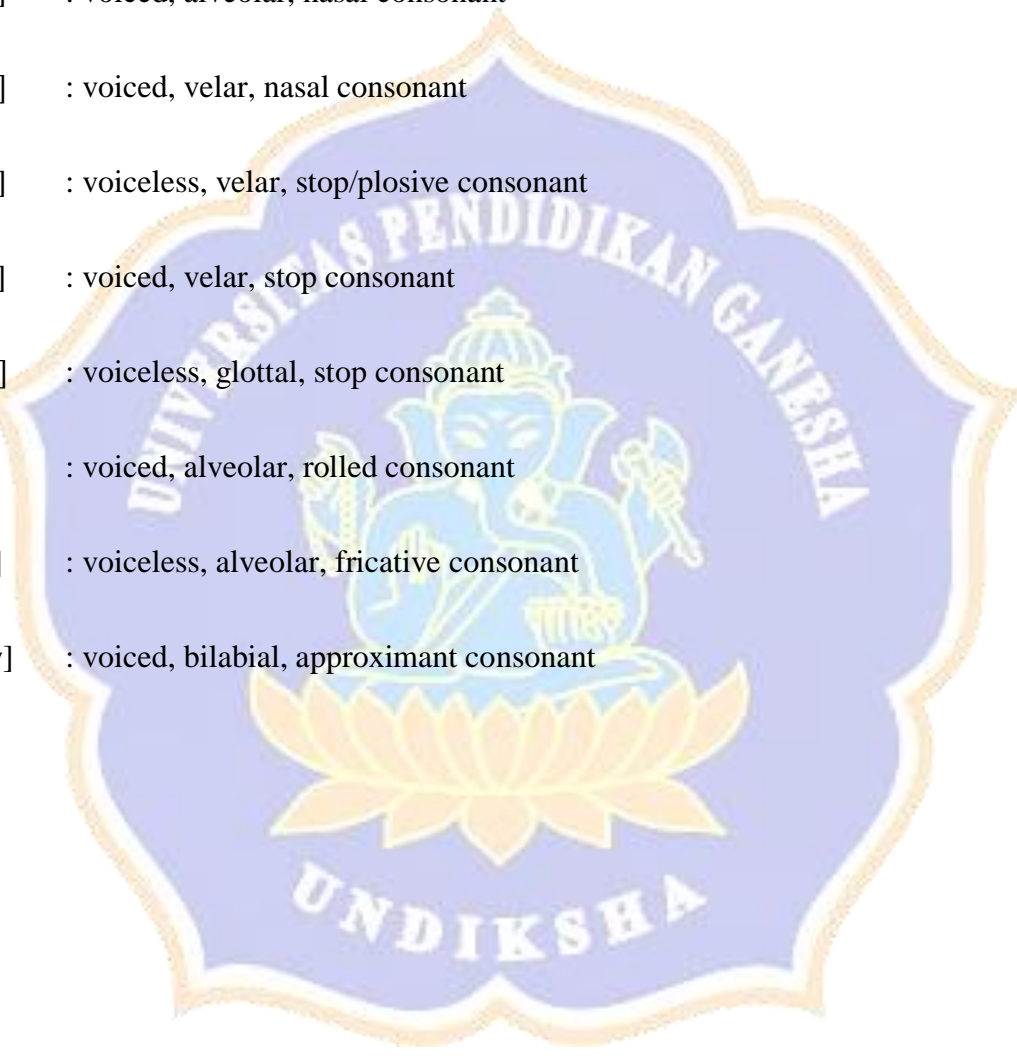 ] : voiced, alveolar, nasal consonant
] : voiced, velar, nasal consonant
] : voiceless, velar, stop/plosive consonant
] : voiced, velar, stop consonant
] : voiceless, glottal, stop consonant
: voiced, alveolar, rolled consonant
] : voiceless, alveolar, fricative consonant
] : voiced, bilabial, approximant consonant
UNIVERSITAS PENDIDIKAN GANESHA
UNDIKSHA